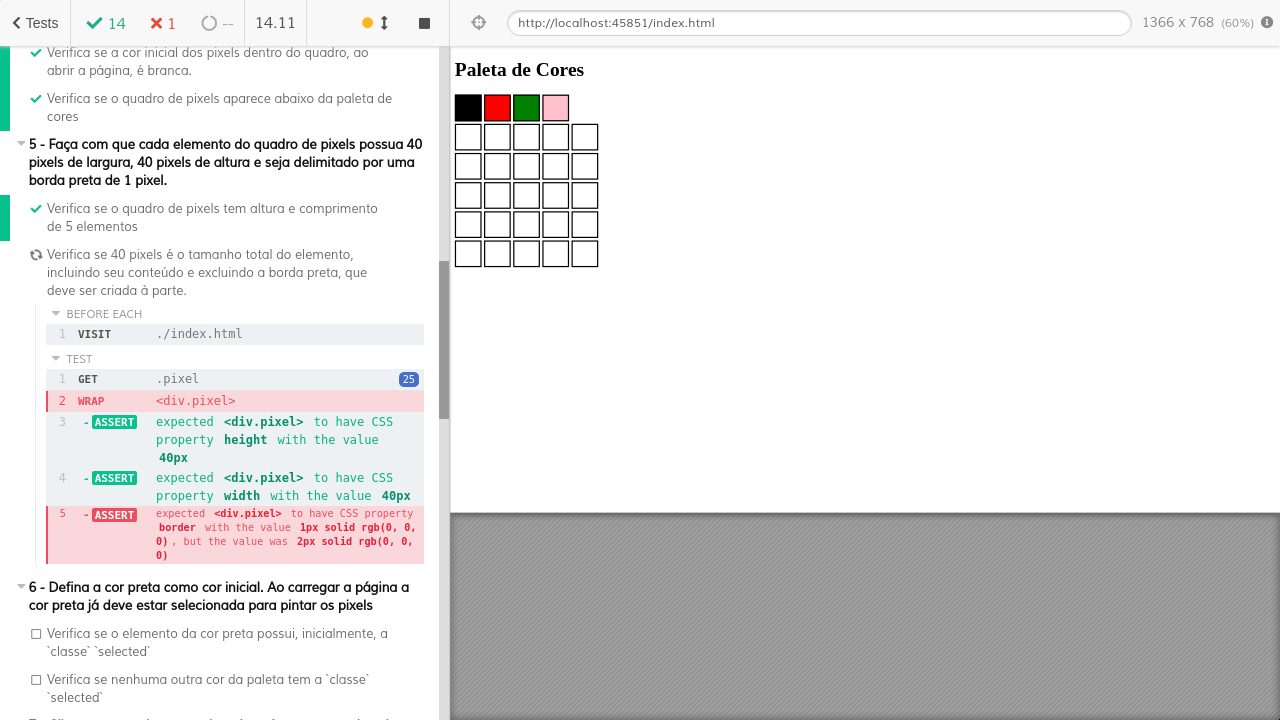 Tests 14 1 -- 14.11 http://localhost:45851/index.html 1366 x 768 (60%)
Verifica se a cor inicial dos pixels dentro do quadro, ao
abrir a página, é branca.
Verifica se o quadro de pixels aparece abaixo da paleta de
cores
5 - Faça com que cada elemento do quadro de pixels possua 40
pixels de largura, 40 pixels de altura e seja delimitado por uma
borda preta de 1 pixel.
Verifica se o quadro de pixels tem altura e comprimento
de 5 elementos
Verifica se 40 pixels é o tamanho total do elemento,
incluindo seu conteúdo e excluindo a borda preta, que
deve ser criada à parte.
BEFORE EACH
1 VISIT ./index.html
TEST
1 GET .pixel 25
2 WRAP <div.pixel>
3 -ASSERT expected <div.pixel> to have CSS
property height with the value
40px
4 -ASSERT expected <div.pixel> to have CSS
property width with the value 40px
5 -ASSERT expected <div.pixel> to have CSS property
border with the value 1px solid rgb(0, 0,
0), but the value was 2px solid rgb(0, 0,
0)
6 - Defina a cor preta como cor inicial. Ao carregar a página a
cor preta já deve estar selecionada para pintar os pixels
Verifica se o elemento da cor preta possui, inicialmente, a
`classe` `selected`
Verifica se nenhuma outra cor da paleta tem a `classe`
`selected`
Paleta de Cores